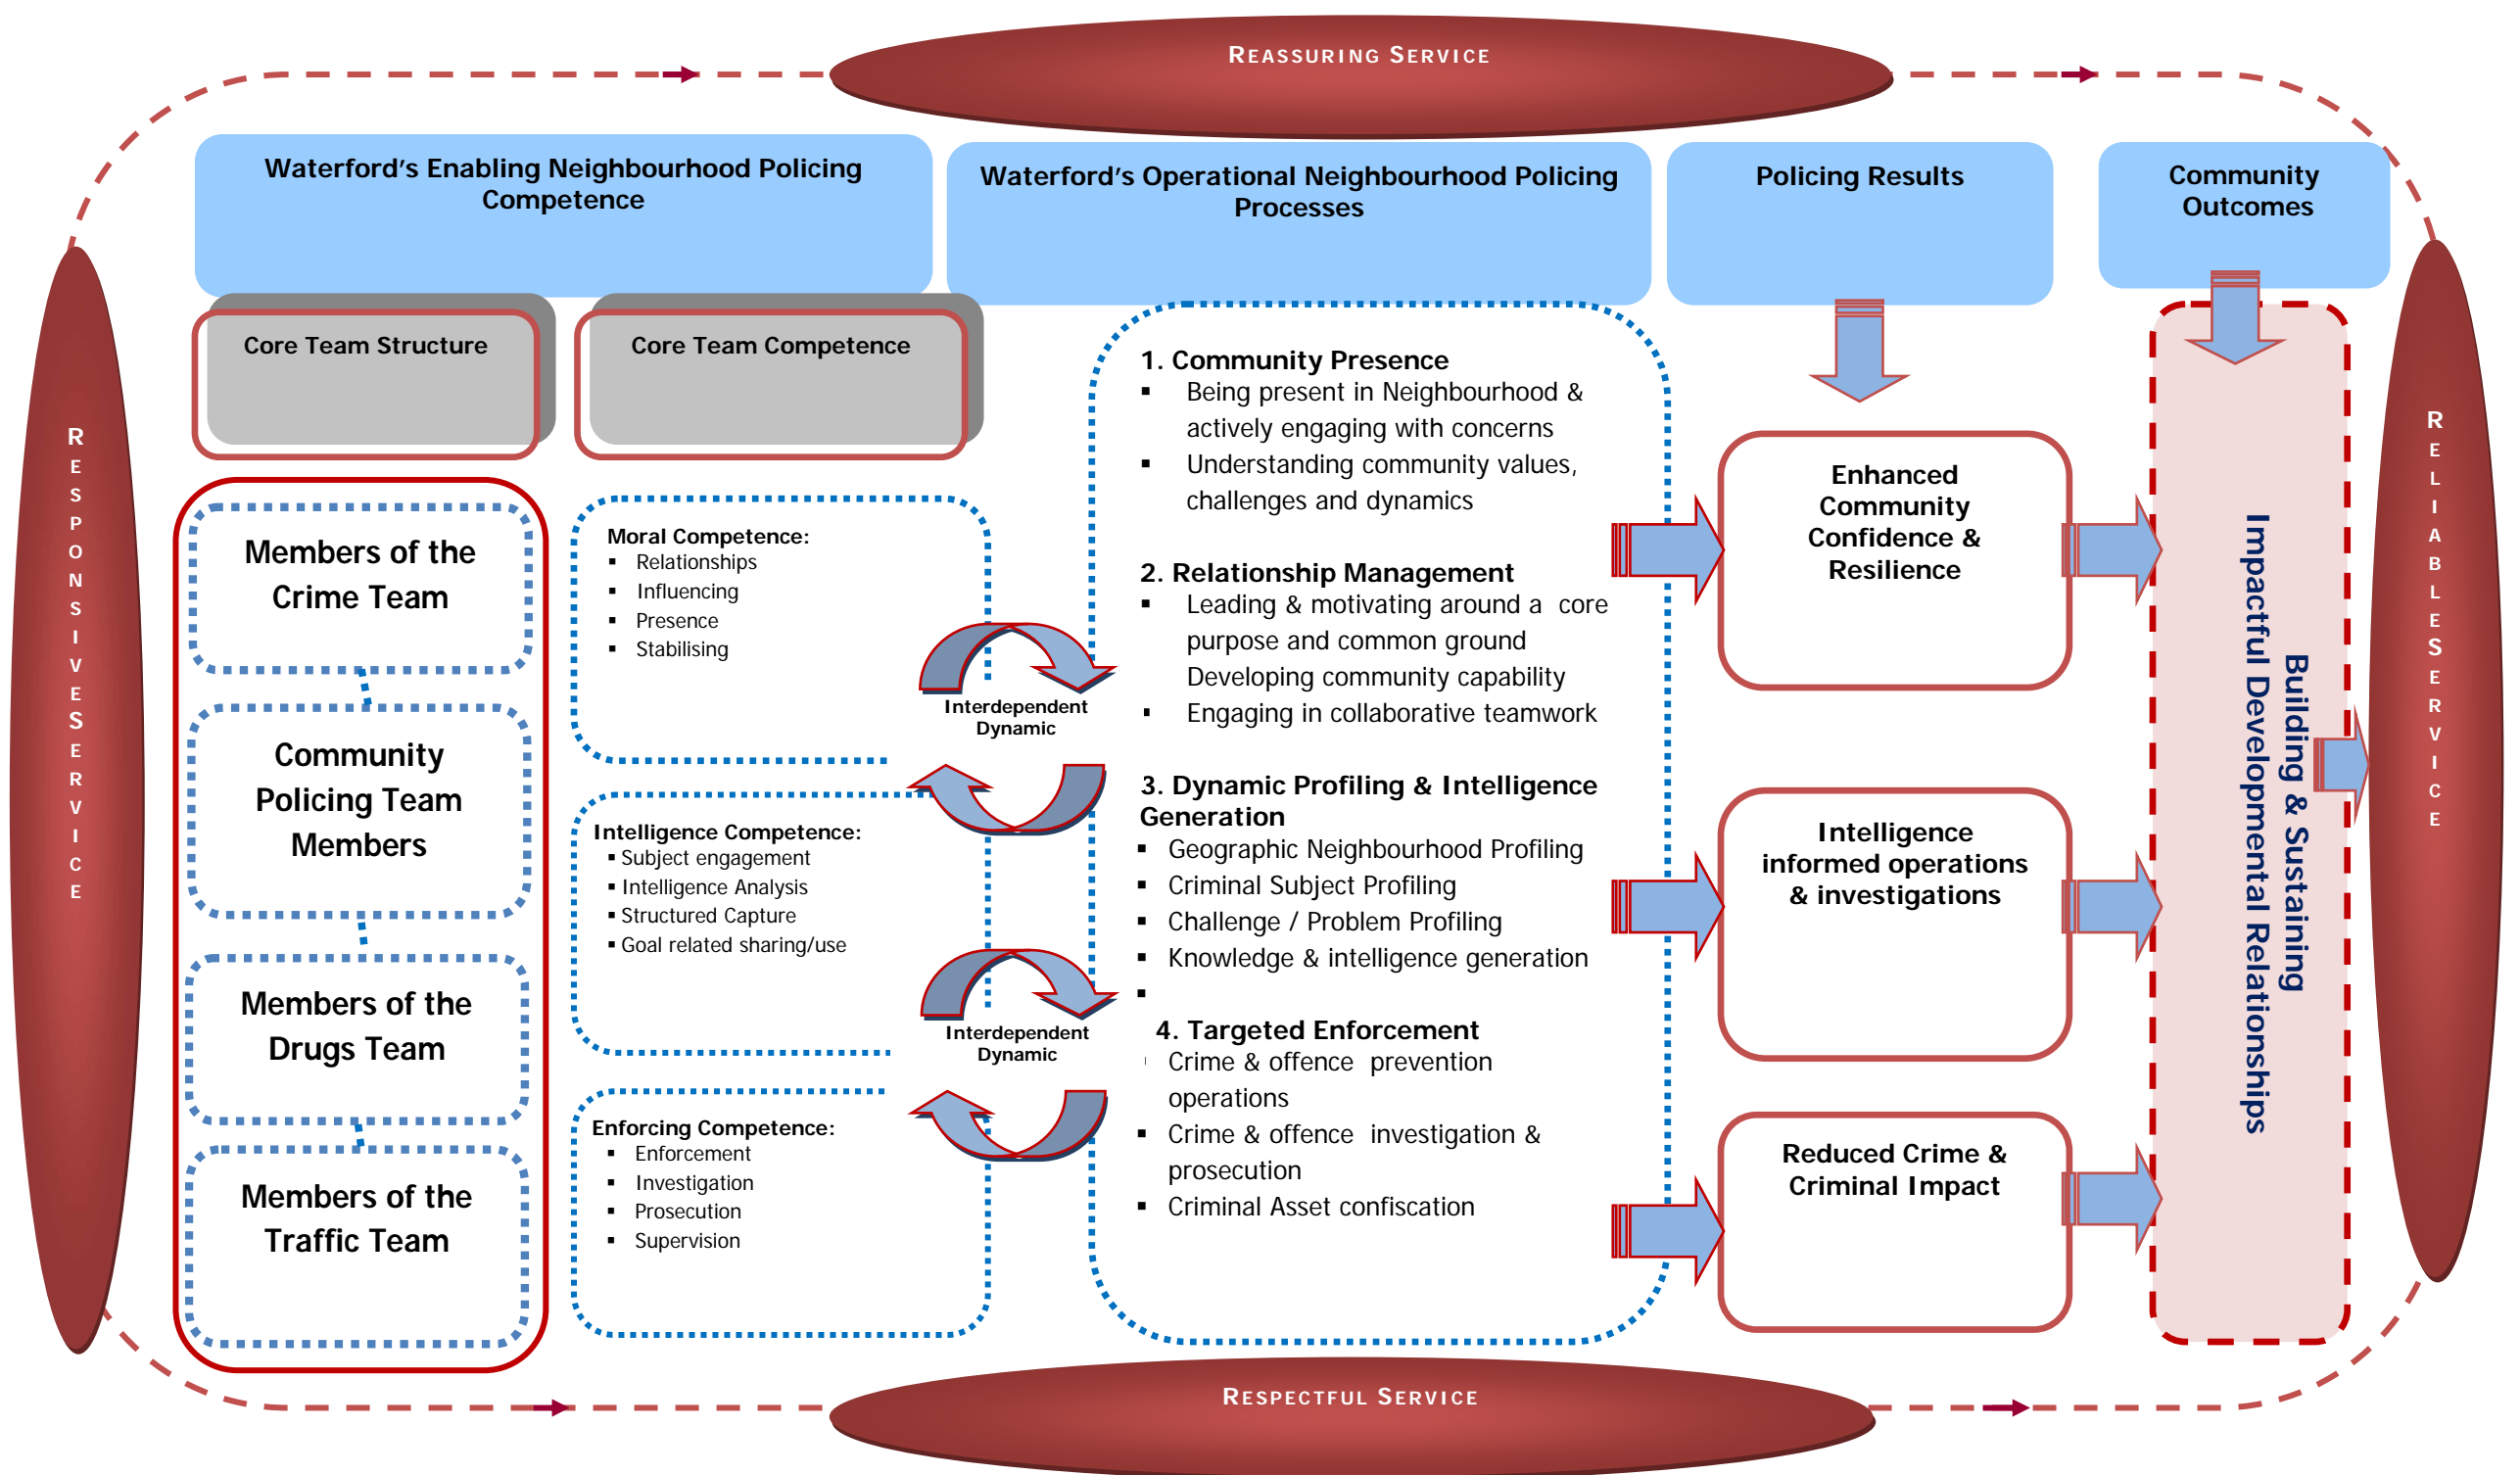 REASSURING SERVICE
Waterford's Enabling Neighbourhood Policing
Competence
Waterford's Operational Neighbourhood Policing
Processes
Policing Results
Community
Outcomes
Core Team Structure
Core Team Competence
RESPONSIVE SERVICE
Members of the
Crime Team
Community
Policing Team
Members
Members of the
Drugs Team
Members of the
Traffic Team
Moral Competence:
▪ Relationships
▪ Influencing
▪ Presence
▪ Stabilising
Intelligence Competence:
▪ Subject engagement
▪ Intelligence Analysis
▪ Structured Capture
▪ Goal related sharing/use
Enforcing Competence:
▪ Enforcement
▪ Investigation
▪ Prosecution
▪ Supervision
Interdependent
Dynamic
Interdependent
Dynamic
1. Community Presence
▪ Being present in Neighbourhood &
actively engaging with concerns
▪ Understanding community values,
challenges and dynamics
2. Relationship Management
▪ Leading & motivating around a core
purpose and common ground
Developing community capability
▪ Engaging in collaborative teamwork
3. Dynamic Profiling & Intelligence
Generation
▪ Geographic Neighbourhood Profiling
▪ Criminal Subject Profiling
▪ Challenge / Problem Profiling
▪ Knowledge & intelligence generation
▪
4. Targeted Enforcement
▪ Crime & offence prevention
operations
▪ Crime & offence investigation &
prosecution
▪ Criminal Asset confiscation
Enhanced
Community
Confidence &
Resilience
Intelligence
informed operations
& investigations
Reduced Crime &
Criminal Impact
Building & Sustaining
Impactful Developmental Relationships
RELIABLE SERVICE
RESPECTFUL SERVICE